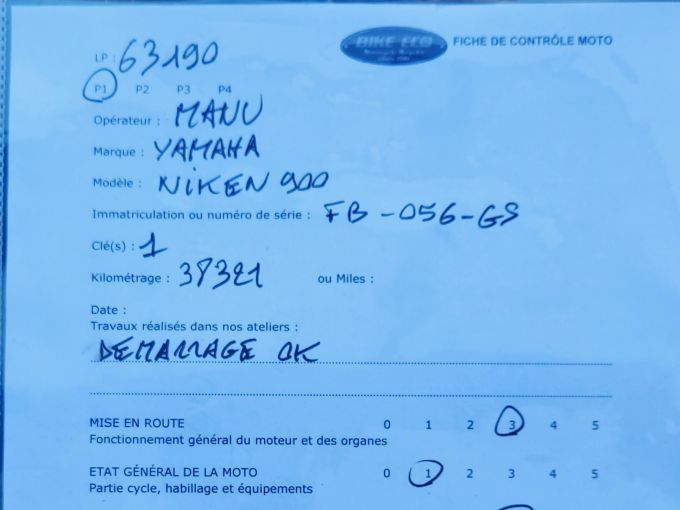 BIKE ECO
FICHE DE CONTRÔLE MOTO
LP : 63190
P1 P2 P3 P4
Opérateur : MANU
Marque : YAMAHA
Modèle : NIKEN 900
Immatriculation ou numéro de série : FB-056-GS
Clé(s) : 1
Kilométrage : 38321 ou Miles :
Date :
Travaux réalisés dans nos ateliers :
DEMARRAGE OK
MISE EN ROUTE 0 1 2 3 4 5
Fonctionnement général du moteur et des organes
ETAT GÉNÉRAL DE LA MOTO 0 1 2 3 4 5
Partie cycle, habillage et équipements